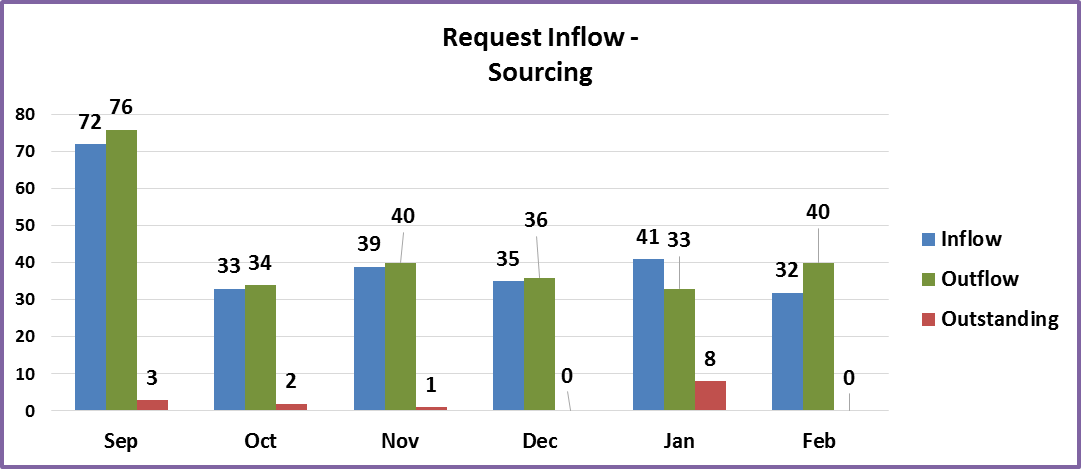 Request Inflow -
Sourcing
80
70
60
50
40
30
20
10
0
72 76 3
33 34 2
39 40 1
35 36 0
41 33 8
32 40 0
Sep Oct Nov Dec Jan Feb
Inflow
Outflow
Outstanding